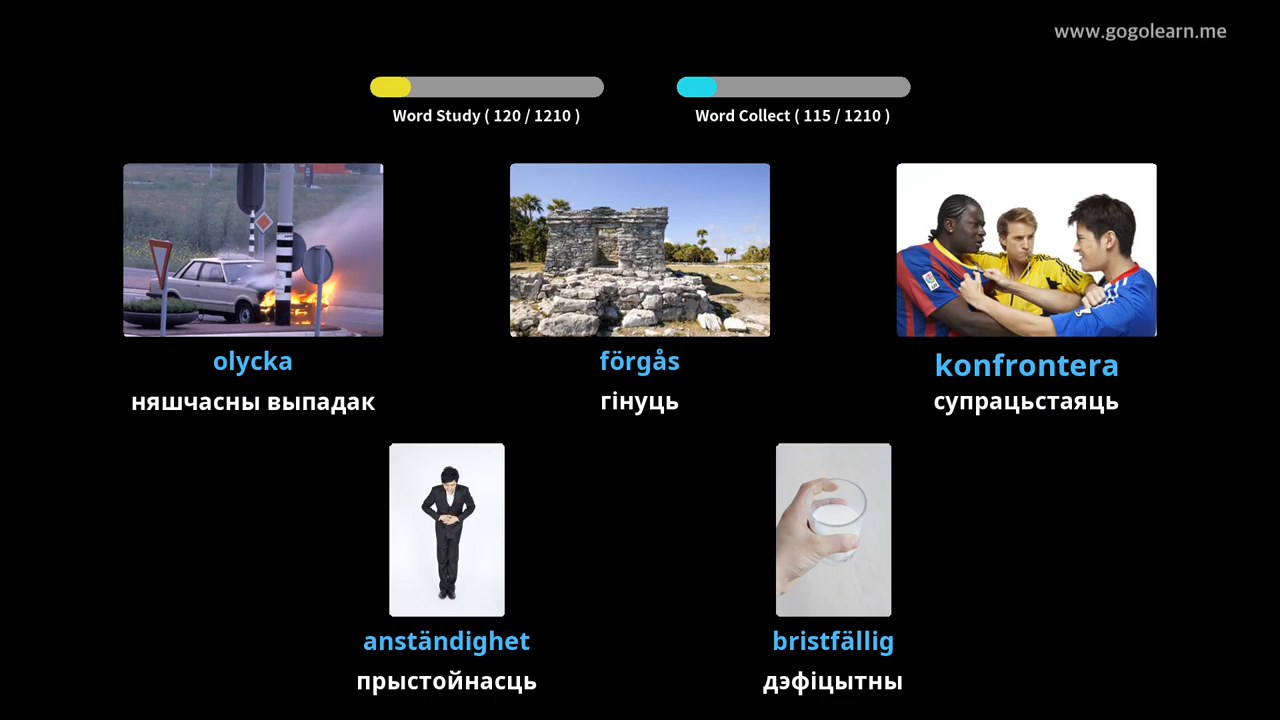 www.gogolearn.me
Word Study ( 120 / 1210 )
Word Collect ( 115 / 1210 )
olycka
няшчасны выпадак
förgås
гінуць
konfrontera
супрацьстаяць
anständighet
прыстойнасць
bristfällig
дэфіцытны